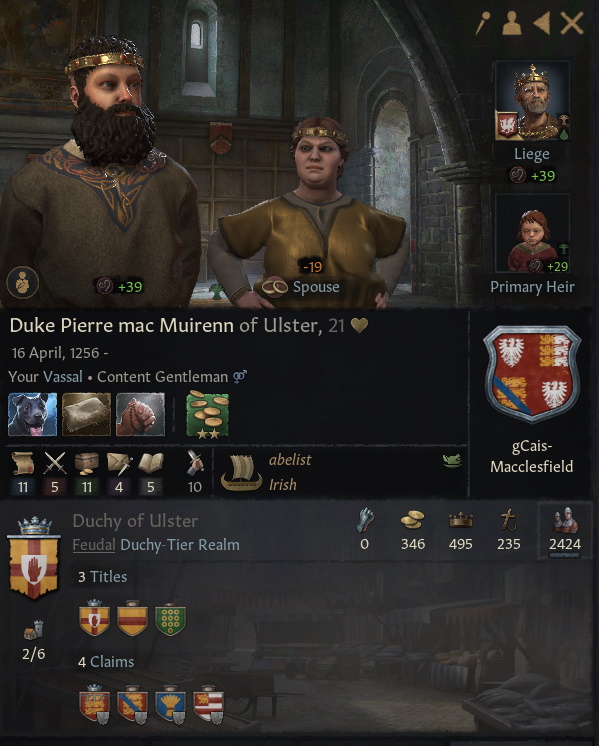 Liege
+39
+29
Primary Heir
+39
-19
Spouse
Duke Pierre mac Muirenn of Ulster, 21
16 April, 1256 -
Your Vassal • Content Gentleman
11 5 11 4 5 10
abelist
Irish
gCais-
Macclesfield
Duchy of Ulster
Feudal Duchy-Tier Realm
0 346 495 235 2424
3 Titles
2/6
4 Claims